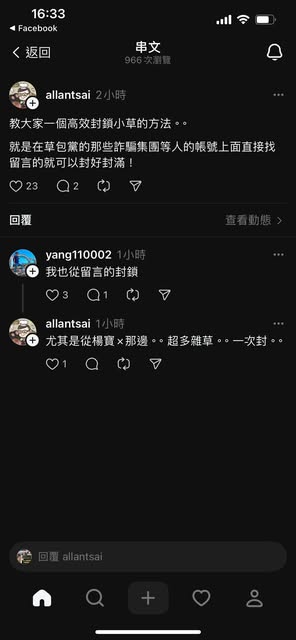 16:33
Facebook
返回
串文
966 次瀏覽
allantsai 2小時
教大家一個高效封鎖小草的方法。。
就是在草包黨的那些詐騙集團等人的帳號上面直接找
留言的就可以封好封滿！
23 2
回覆 查看動態
yang110002 1小時
我也從留言的封鎖
3 1
allantsai 1小時
尤其是從楊寶×那邊。。超多雜草。。一次封。。
1
回覆 allantsai